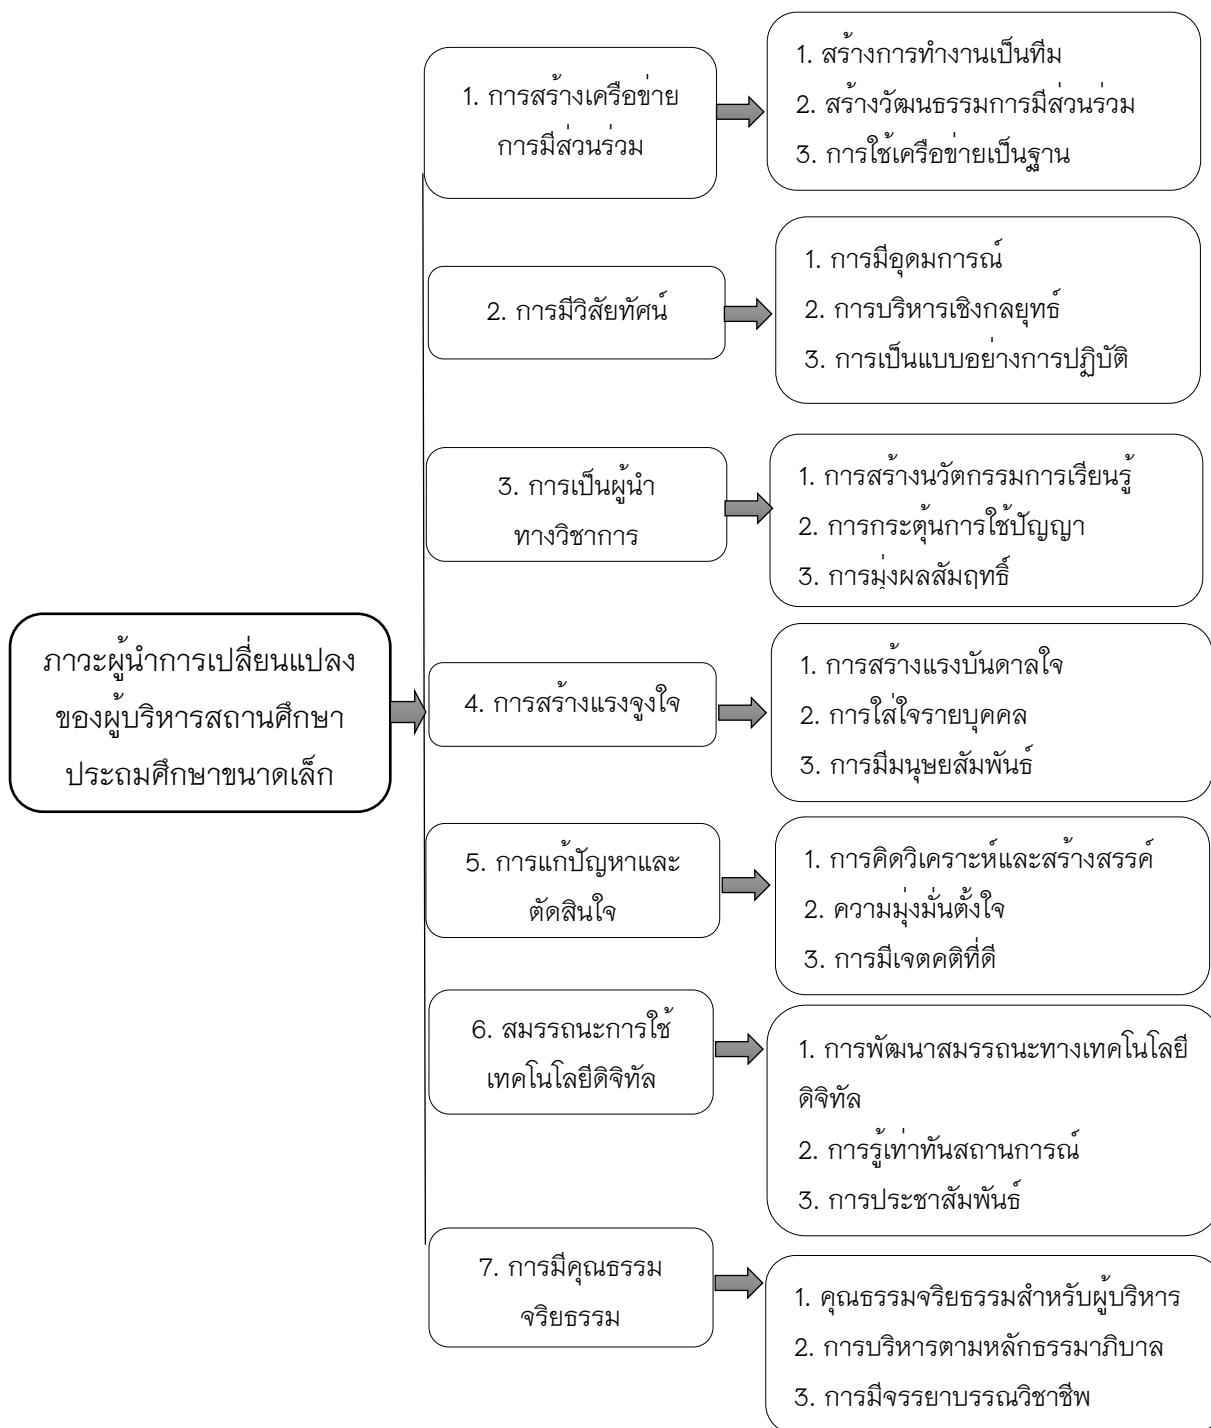 ภาวะผู้นำการเปลี่ยนแปลง
ของผู้บริหารสถานศึกษา
ประถมศึกษาขนาดเล็ก
1. การสร้างเครือข่าย
การมีส่วนร่วม
1. สร้างการทำงานเป็นทีม
2. สร้างวัฒนธรรมการมีส่วนร่วม
3. การใช้เครือข่ายเป็นฐาน
2. การมีวิสัยทัศน์
1. การมีอุดมการณ์
2. การบริหารเชิงกลยุทธ์
3. การเป็นแบบอย่างการปฏิบัติ
3. การเป็นผู้นำ
ทางวิชาการ
1. การสร้างนวัตกรรมการเรียนรู้
2. การกระตุ้นการใช้ปัญญา
3. การมุ่งผลสัมฤทธิ์
4. การสร้างแรงจูงใจ
1. การสร้างแรงบันดาลใจ
2. การใส่ใจรายบุคคล
3. การมีมนุษยสัมพันธ์
5. การแก้ปัญหาและ
ตัดสินใจ
1. การคิดวิเคราะห์และสร้างสรรค์
2. ความมุ่งมั่นตั้งใจ
3. การมีเจตคติที่ดี
6. สมรรถนะการใช้
เทคโนโลยีดิจิทัล
1. การพัฒนาสมรรถนะทางเทคโนโลยี
ดิจิทัล
2. การรู้เท่าทันสถานการณ์
3. การประชาสัมพันธ์
7. การมีคุณธรรม
จริยธรรม
1. คุณธรรมจริยธรรมสำหรับผู้บริหาร
2. การบริหารตามหลักธรรมาภิบาล
3. การมีจรรยาบรรณวิชาชีพ